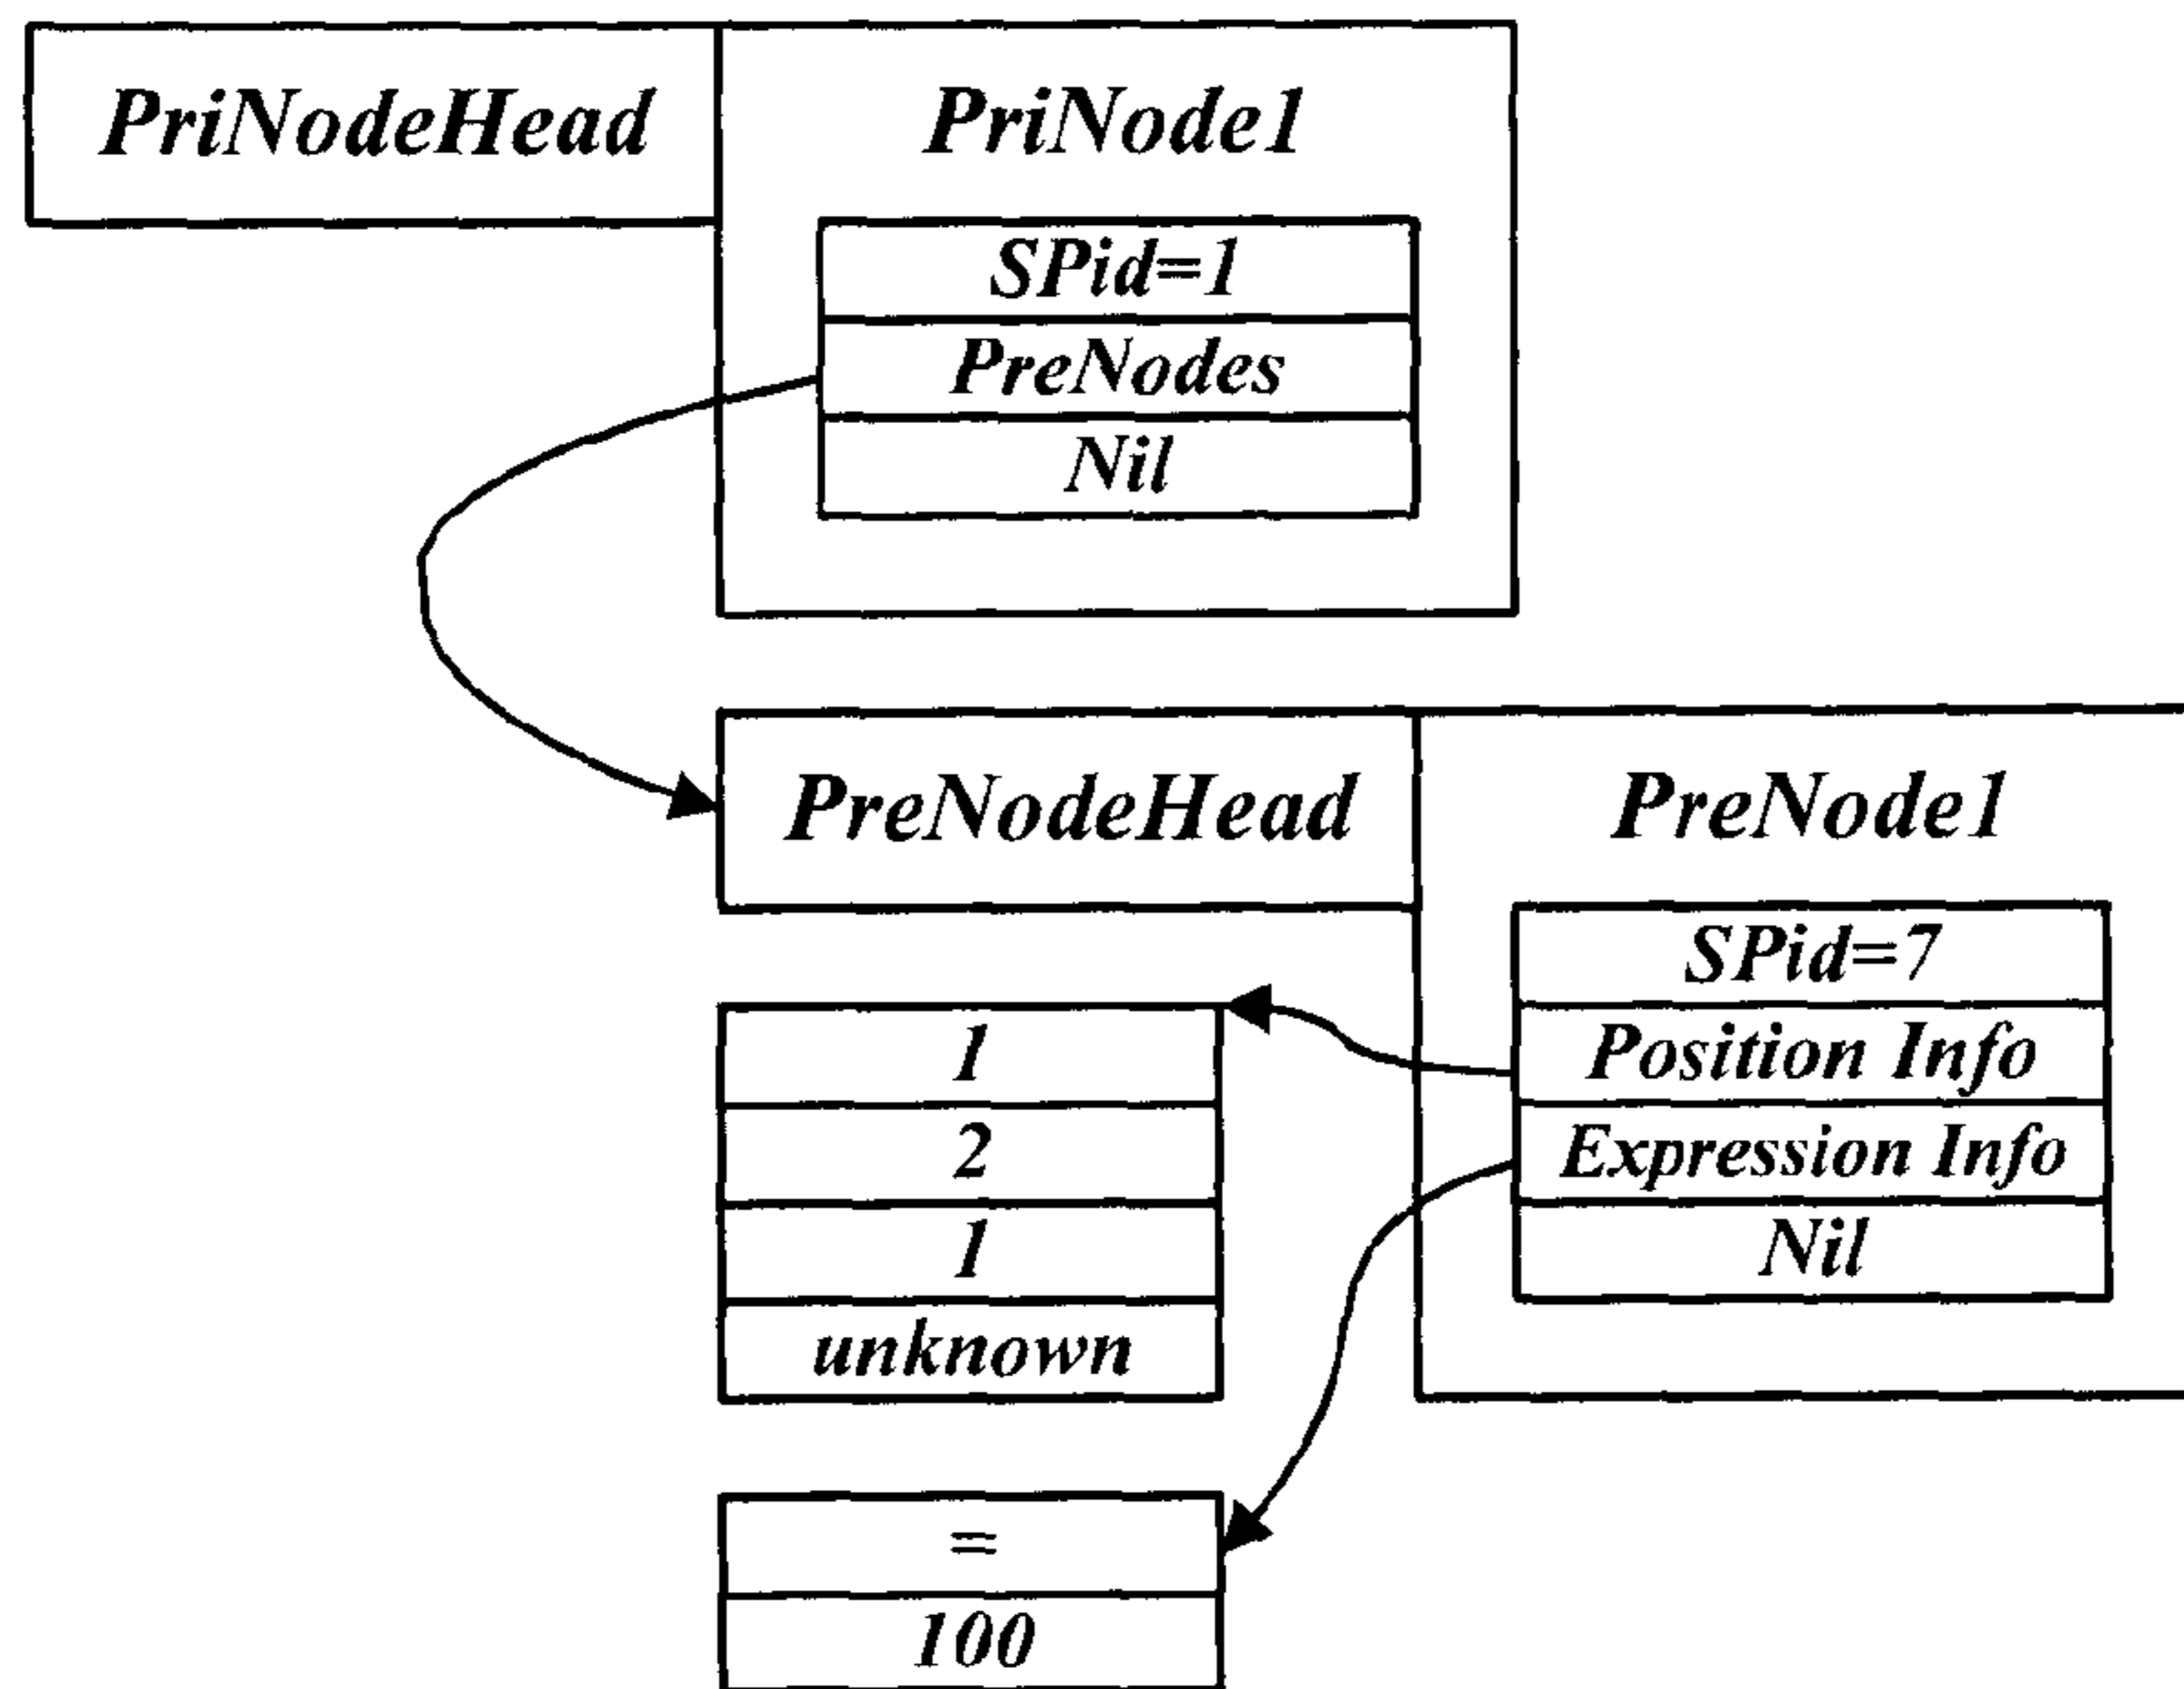 PriNodeHead
PriNode1
SPid=1
PreNodes
Nil
PreNodeHead
PreNode1
SPid=7
Position Info
Expression Info
Nil
1
2
1
unknown
=
100